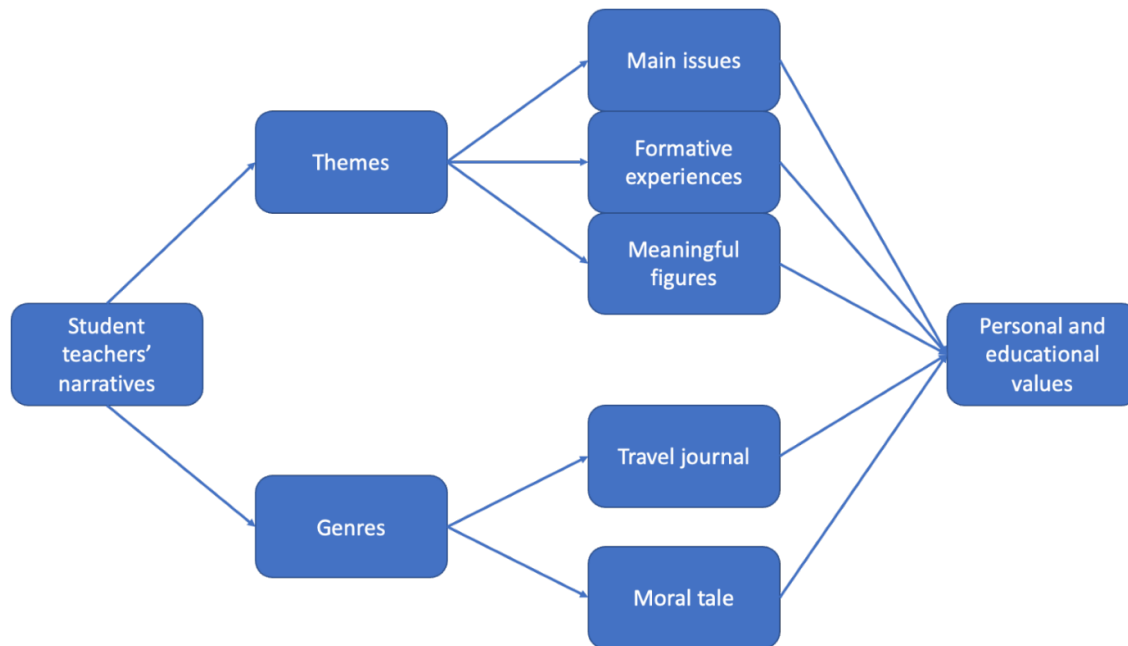 Main issues
Themes
Formative
experiences
Meaningful
figures
Student
teachers’
narratives
Personal and
educational
values
Travel journal
Genres
Moral tale